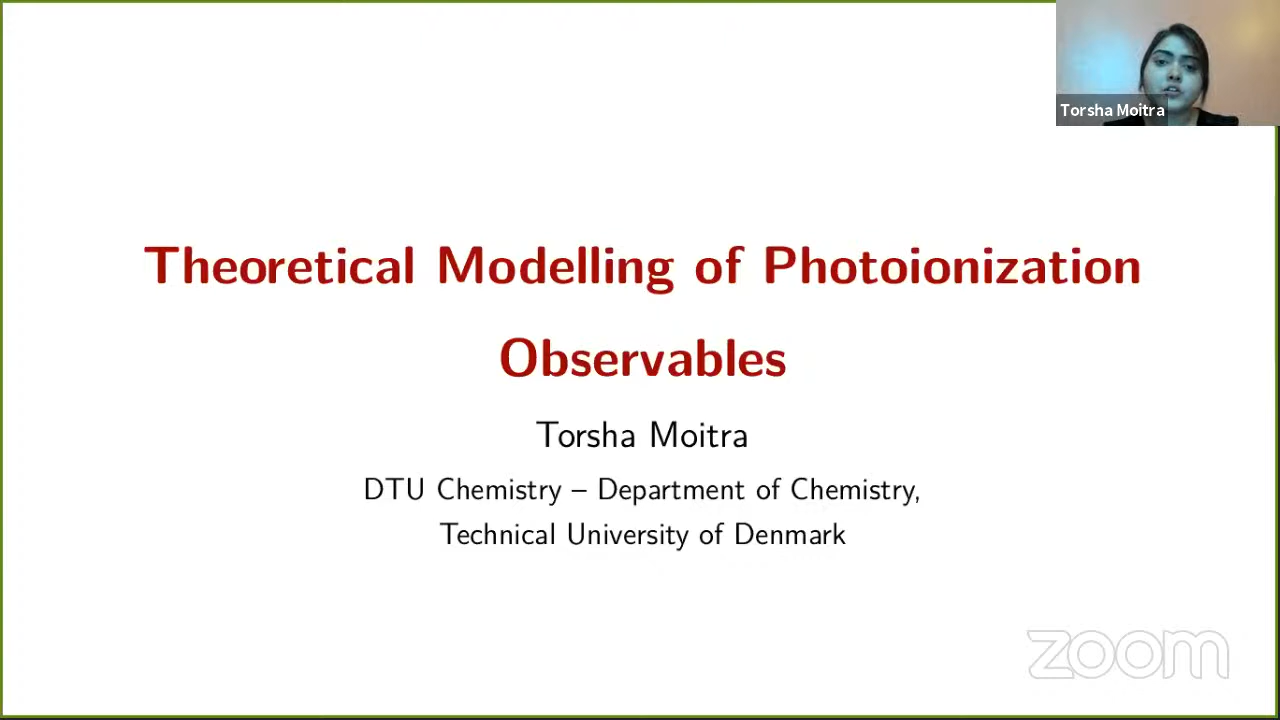 Torsha Moitra
Theoretical Modelling of Photoionization
Observables
Torsha Moitra
DTU Chemistry – Department of Chemistry,
Technical University of Denmark
zoom